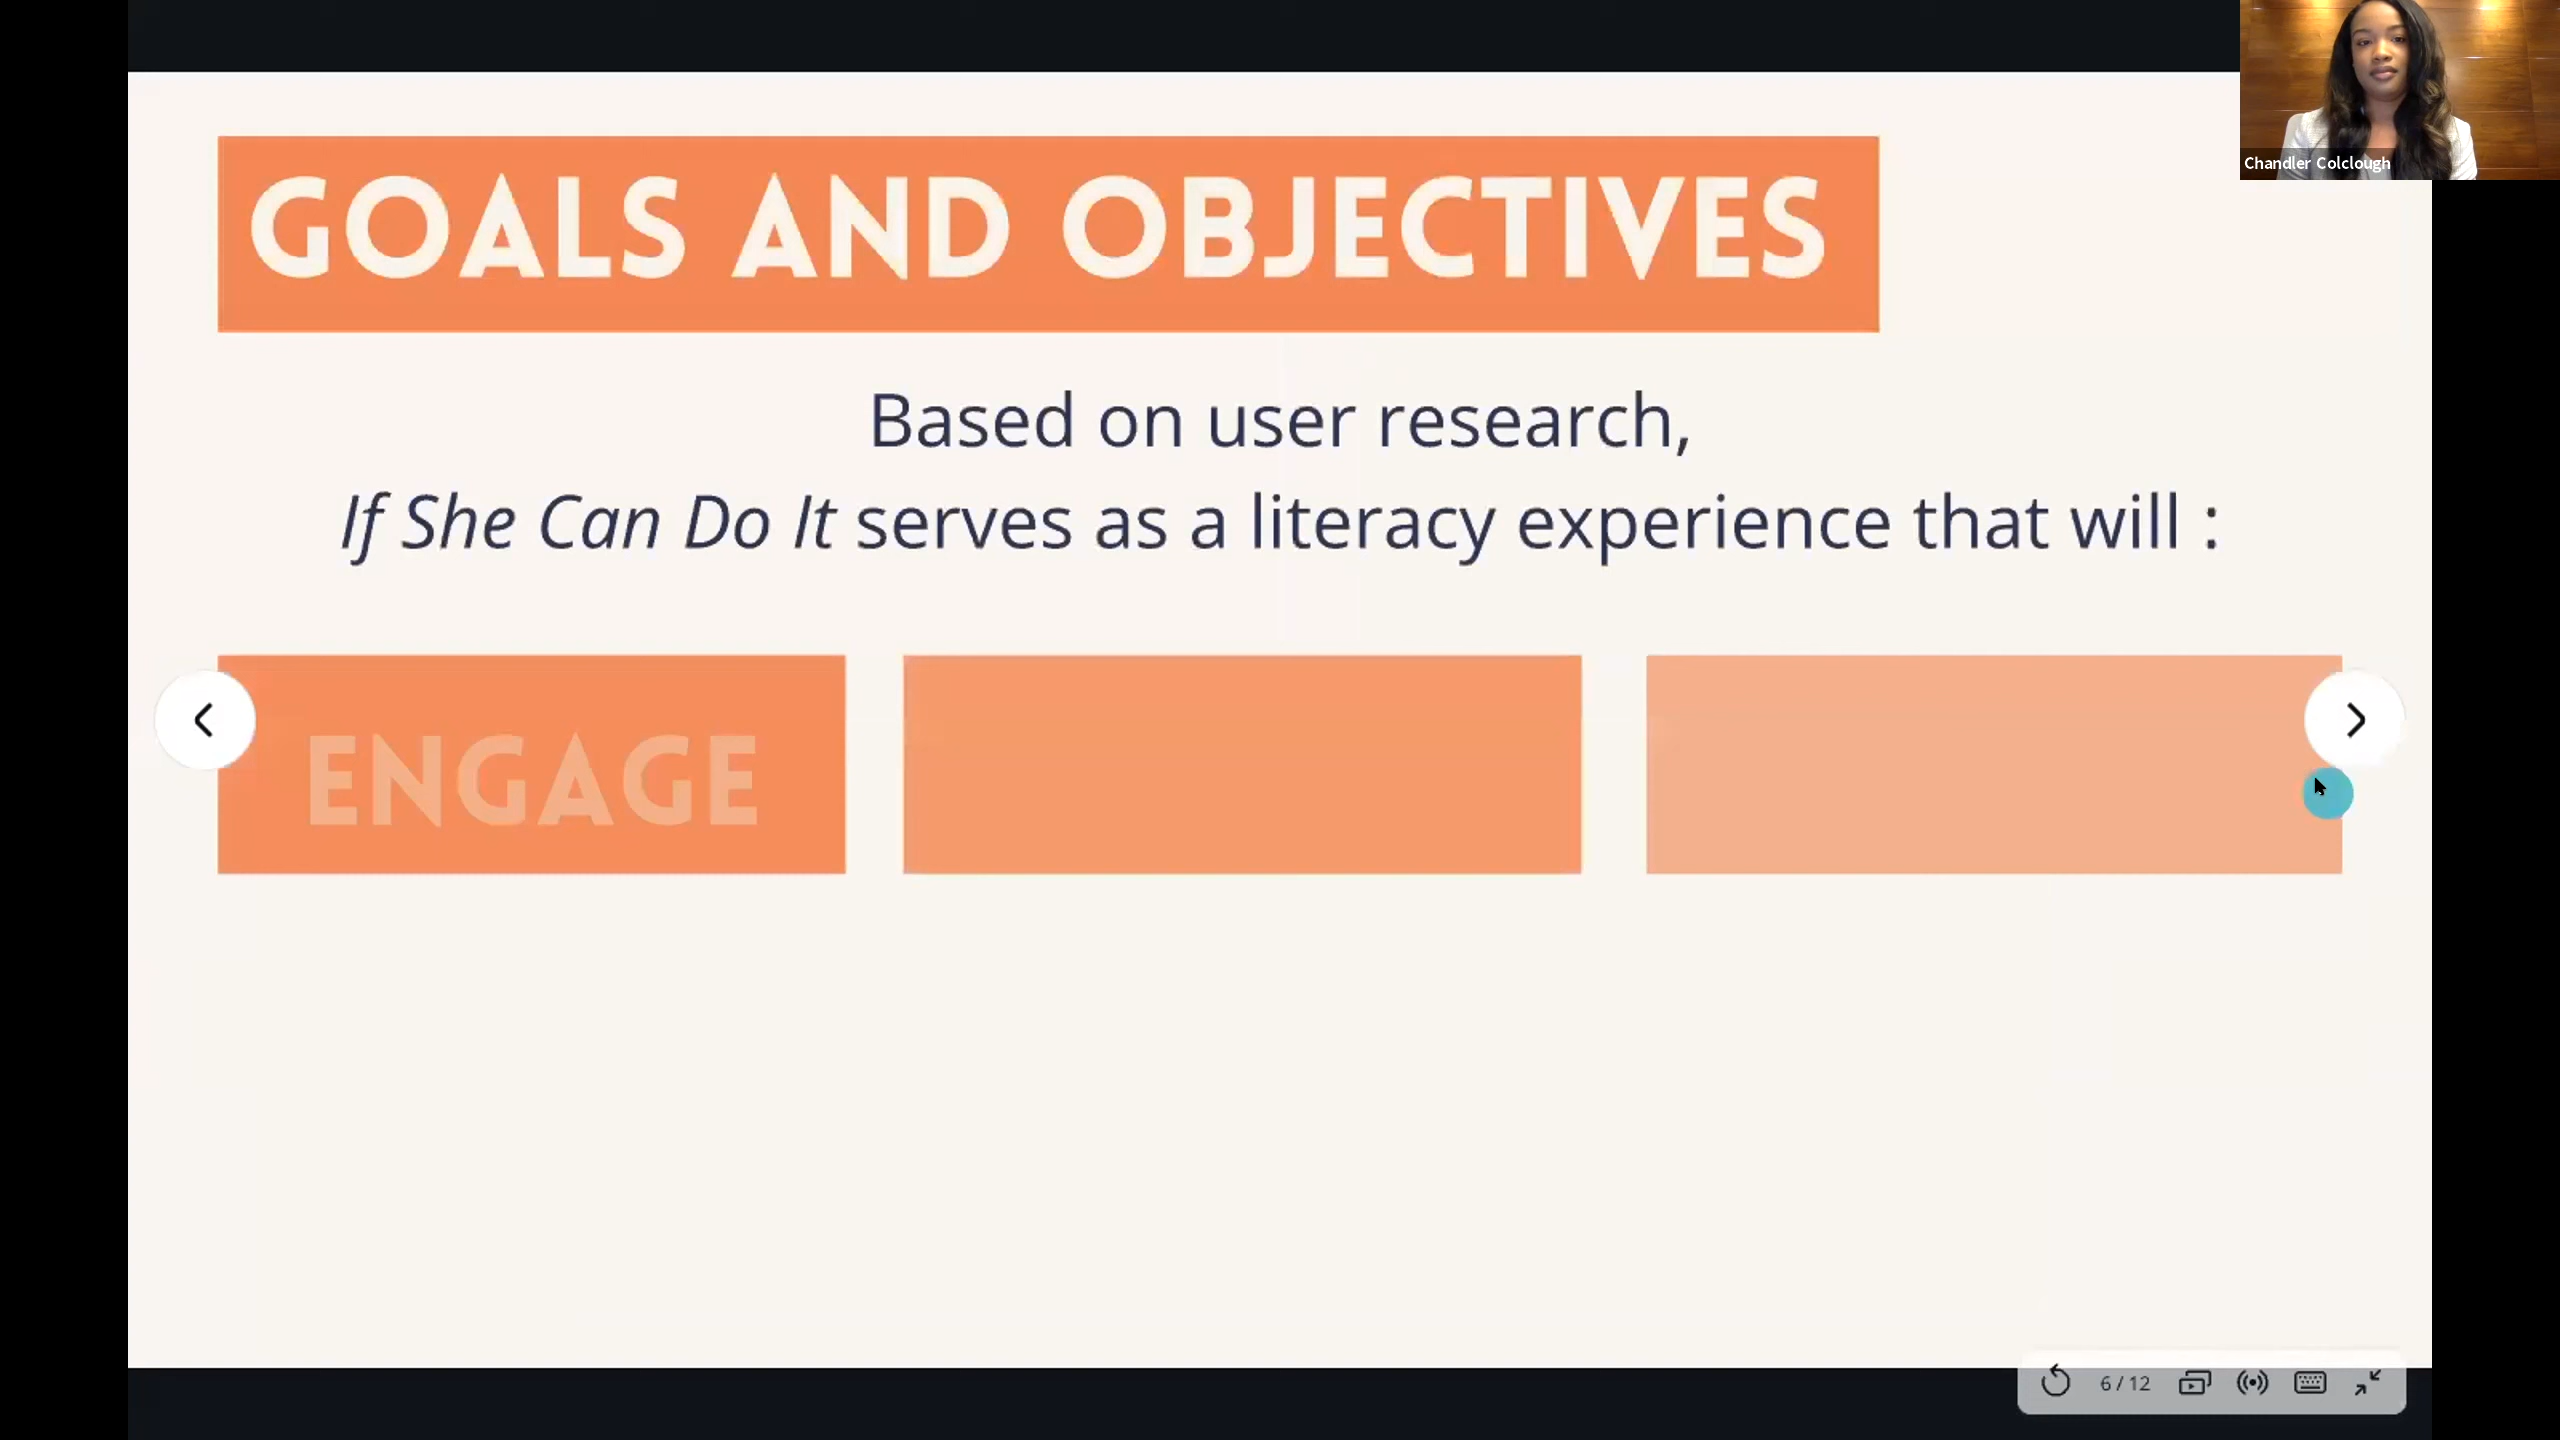 Chandler Colclough
GOALS AND OBJECTIVES
Based on user research,
If She Can Do It serves as a literacy experience that will :
ENGAGE
6 / 12